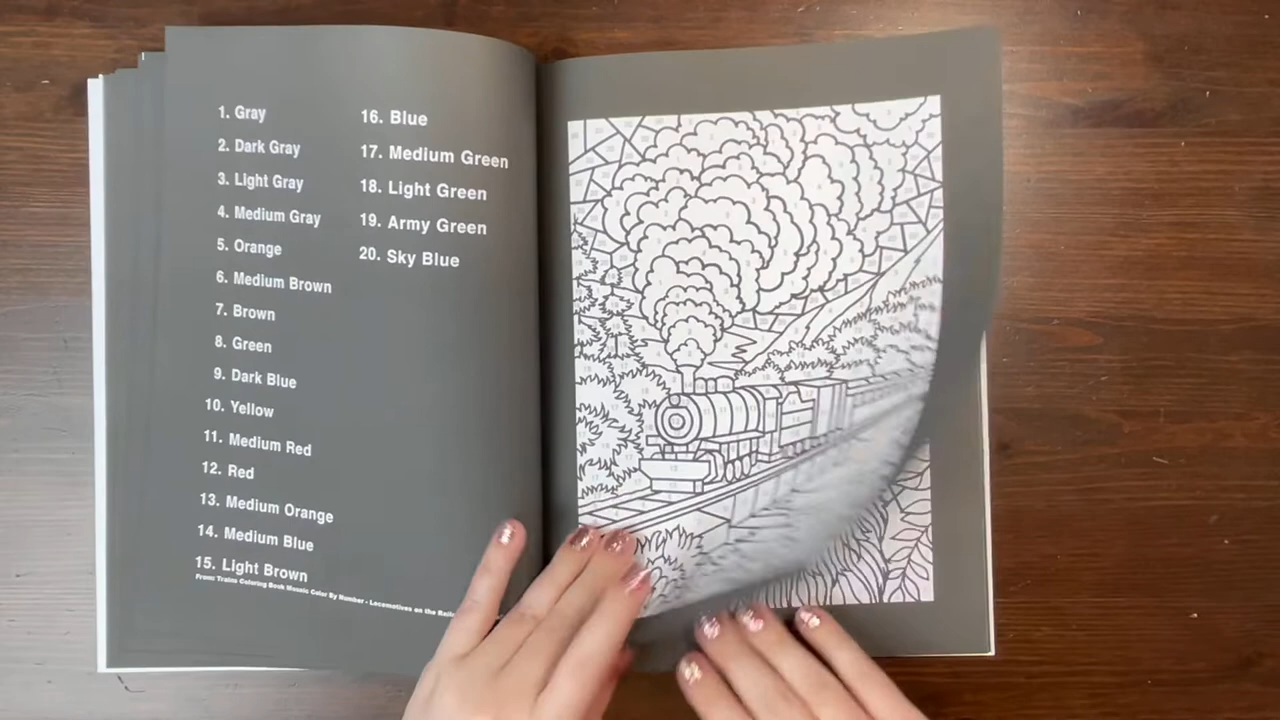 1. Gray
2. Dark Gray
3. Light Gray
4. Medium Gray
5. Orange
6. Medium Brown
7. Brown
8. Green
9. Dark Blue
10. Yellow
11. Medium Red
12. Red
13. Medium Orange
14. Medium Blue
15. Light Brown
16. Blue
17. Medium Green
18. Light Green
19. Army Green
20. Sky Blue
From: Trains Coloring Book Mosaic Color By Number - Locomotives on the